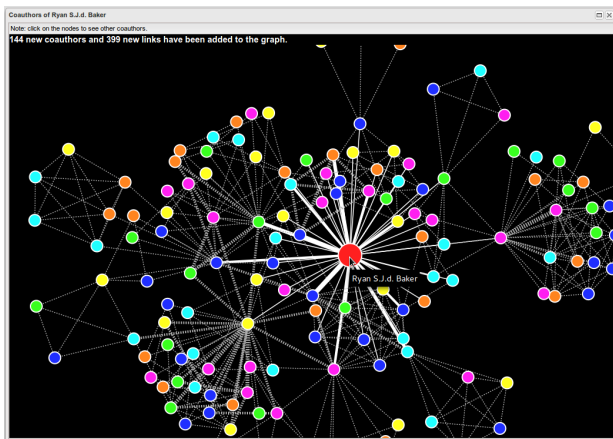 Coauthors of Ryan S.J.d. Baker
Note: click on the nodes to see other coauthors.
144 new coauthors and 399 new links have been added to the graph.
Ryan S.J.d. Baker